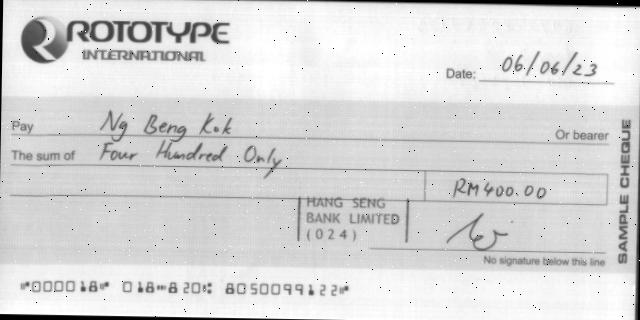 ROTOTYPE
INTERNATIONAL
Date: 06/06/23
Pay Ng Beng Kok Or bearer
The sum of Four Hundred Only
RM400.00
HANG SENG
BANK LIMITED
(024)
No signature below this line
SAMPLE CHEQUE
⑈000018⑈ 018⑉820⑆ 8050099122⑈